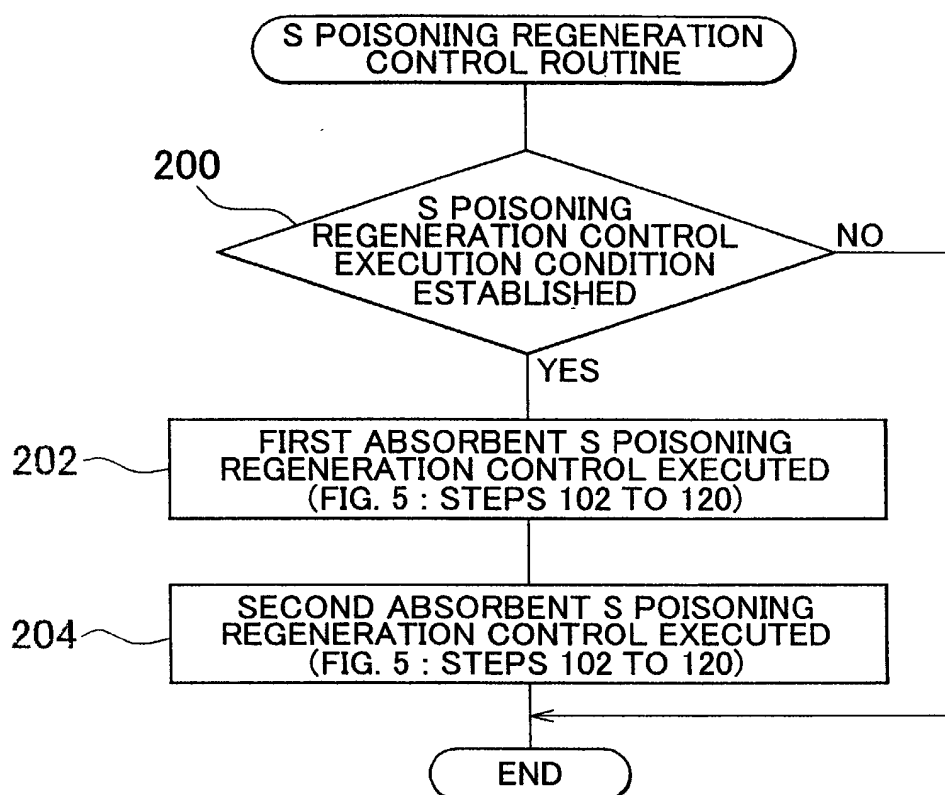 S POISONING REGENERATION
CONTROL ROUTINE
200
S POISONING
REGENERATION CONTROL
EXECUTION CONDITION
ESTABLISHED
NO
YES
202
FIRST ABSORBENT S POISONING
REGENERATION CONTROL EXECUTED
(FIG. 5 : STEPS 102 TO 120)
204
SECOND ABSORBENT S POISONING
REGENERATION CONTROL EXECUTED
(FIG. 5 : STEPS 102 TO 120)
END